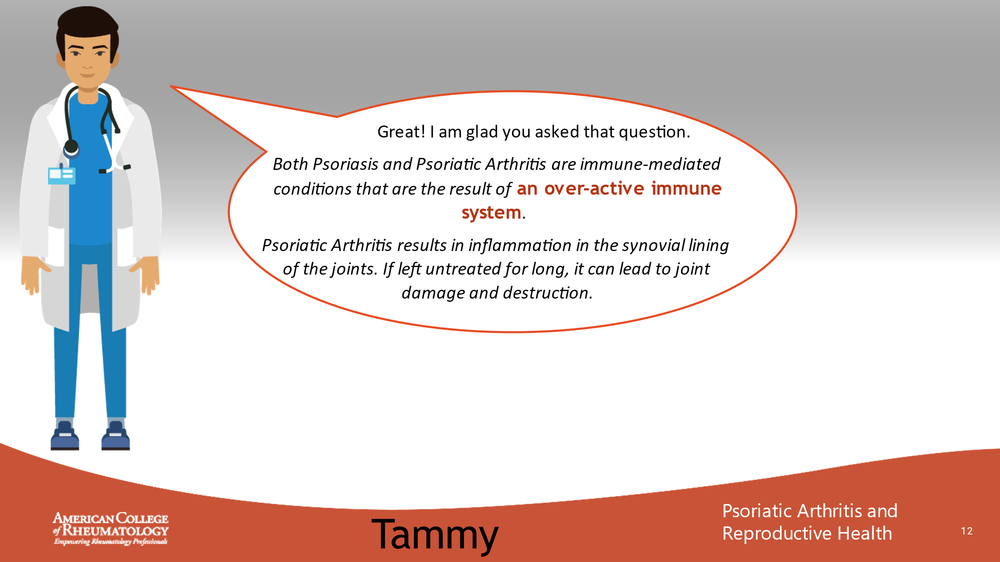 Great! I am glad you asked that question.
Both Psoriasis and Psoriatic Arthritis are immune-mediated
conditions that are the result of an over-active immune
system.
Psoriatic Arthritis results in inflammation in the synovial lining
of the joints. If left untreated for long, it can lead to joint
damage and destruction.
AMERICAN COLLEGE
of RHEUMATOLOGY
Empowering Rheumatology Professionals
Tammy
Psoriatic Arthritis and
Reproductive Health
12